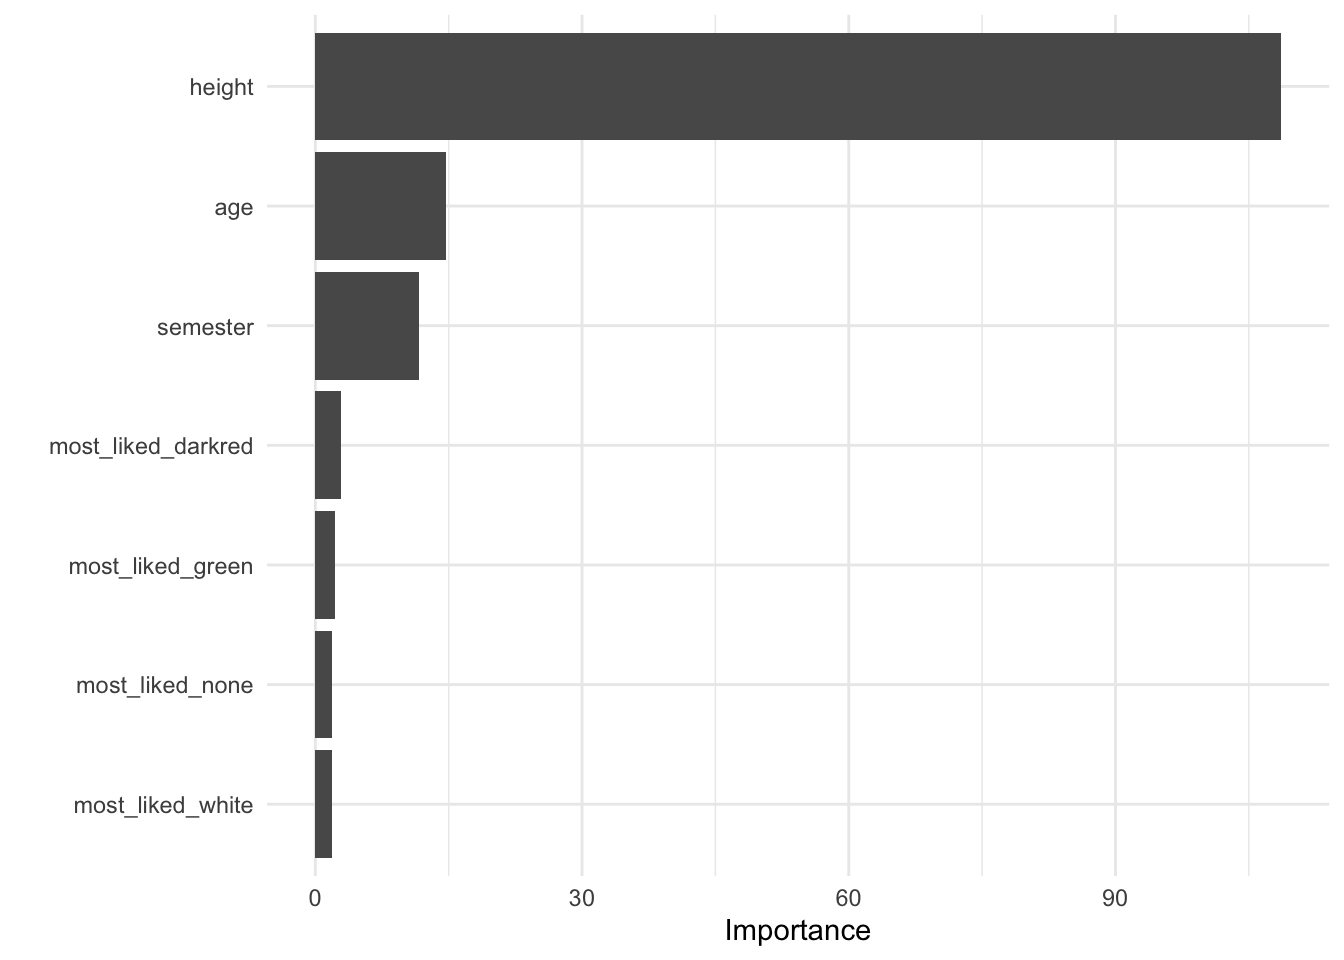 height
age
semester
most_liked_darkred
most_liked_green
most_liked_none
most_liked_white
0 30 60 90
Importance